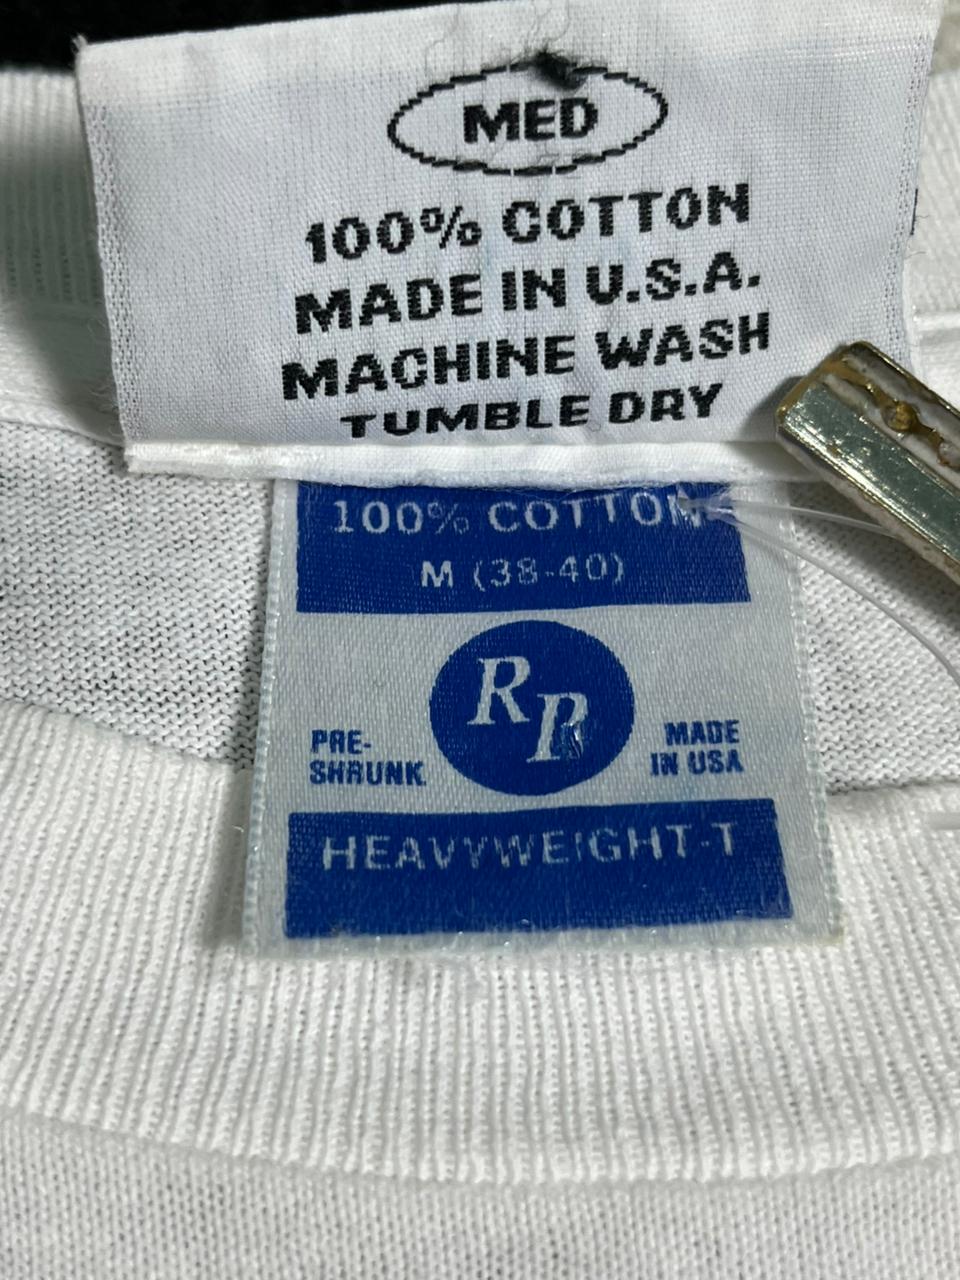 MED
100% COTTON
MADE IN U.S.A.
MACHINE WASH
TUMBLE DRY
100% COTTON
M (38-40)
RP
PRE-
SHRUNK
MADE
IN USA
HEAVYWEIGHT-T